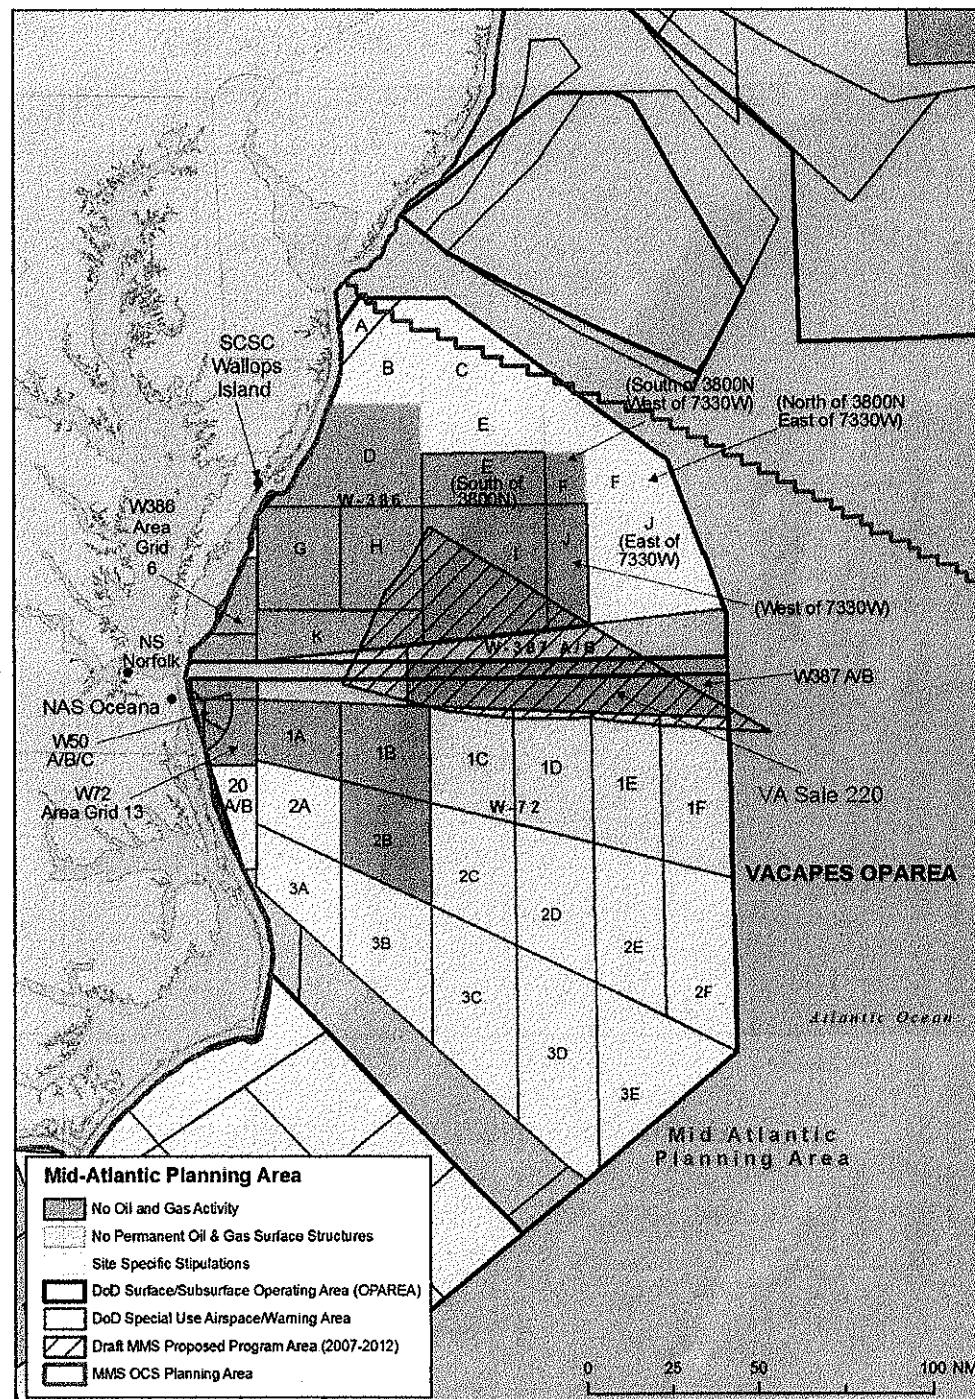 SCSC
Wallops
Island
A
B
C
(South of 3800N
West of 7330W)
(North of 3800N
East of 7330W)
E
D
E
(South of
3800N)
F
F
W-386
W386
Area
Grid
6
G
H
I
J
J
(East of
7330W)
(West of 7330W)
K
W-387 A/B
NS
Norfolk
W387 A/B
NAS Oceana
W50
A/B/C
1A
1B
1C
1D
1E
1F
VA Sale 220
W72
Area Grid 13
20
A/B
2A
W-72
2B
2C
VACAPES OPAREA
3A
2D
3B
2E
3C
2F
Atlantic Ocean
3D
3E
Mid Atlantic
Planning Area
Mid-Atlantic Planning Area
No Oil and Gas Activity
No Permanent Oil & Gas Surface Structures
Site Specific Stipulations
DoD Surface/Subsurface Operating Area (OPAREA)
DoD Special Use Airspace/Warning Area
Draft MMS Proposed Program Area (2007-2012)
MMS OCS Planning Area
0 25 50 100 NM